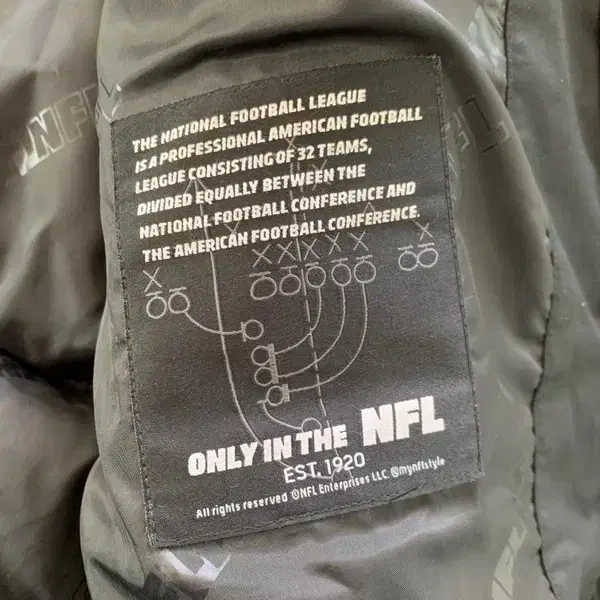 THE NATIONAL FOOTBALL LEAGUE
IS A PROFESSIONAL AMERICAN FOOTBALL
LEAGUE CONSISTING OF 32 TEAMS,
DIVIDED EQUALLY BETWEEN THE
NATIONAL FOOTBALL CONFERENCE AND
THE AMERICAN FOOTBALL CONFERENCE.
ONLY IN THE NFL
EST. 1920
All rights reserved ©NFL Enterprises LLC. @mynflstyle
NFL
NFL